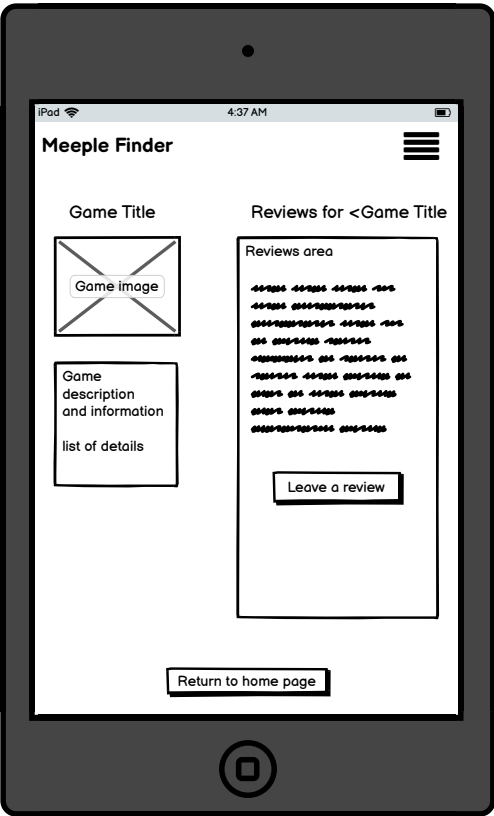 iPad 4:37 AM
Meeple Finder
Game Title
Game image
Game
description
and information
list of details
Reviews for <Game Title
Reviews area
Leave a review
Return to home page